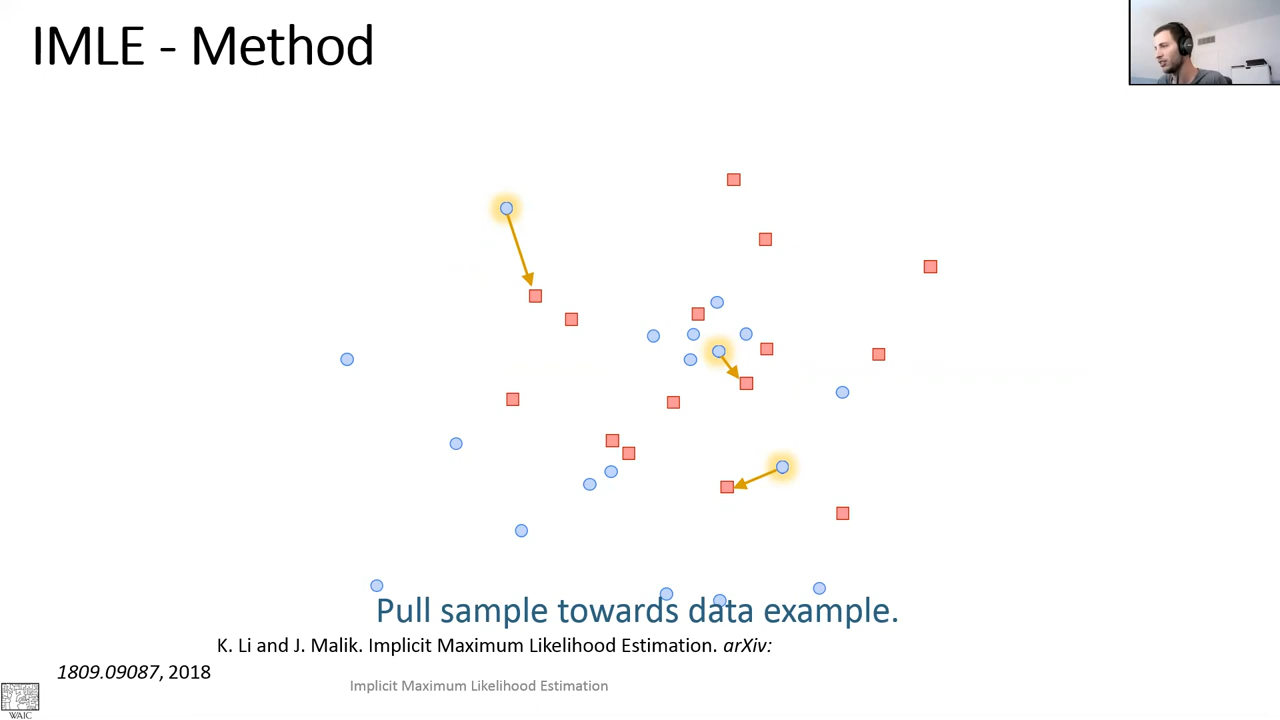 IMLE - Method
Pull sample towards data example.
K. Li and J. Malik. Implicit Maximum Likelihood Estimation. arXiv:
1809.09087, 2018
Implicit Maximum Likelihood Estimation
WAIC